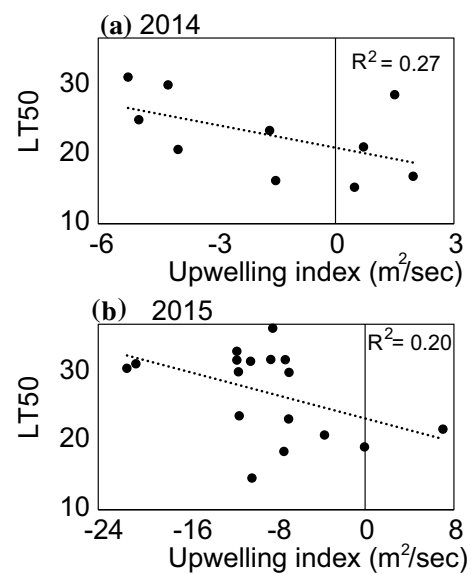 (a) 2014
R² = 0.27
LT50
30
20
10
-6 -3 0 3
Upwelling index (m²/sec)
(b) 2015
R² = 0.20
LT50
30
20
10
-24 -16 -8 0 8
Upwelling index (m²/sec)